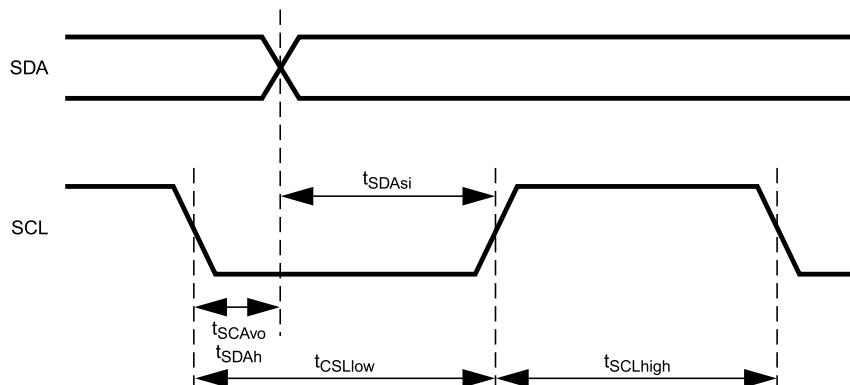 SDA
tSDAsi
SCL
tSCAvo
tSDAh
tCSLlow
tSCLhigh